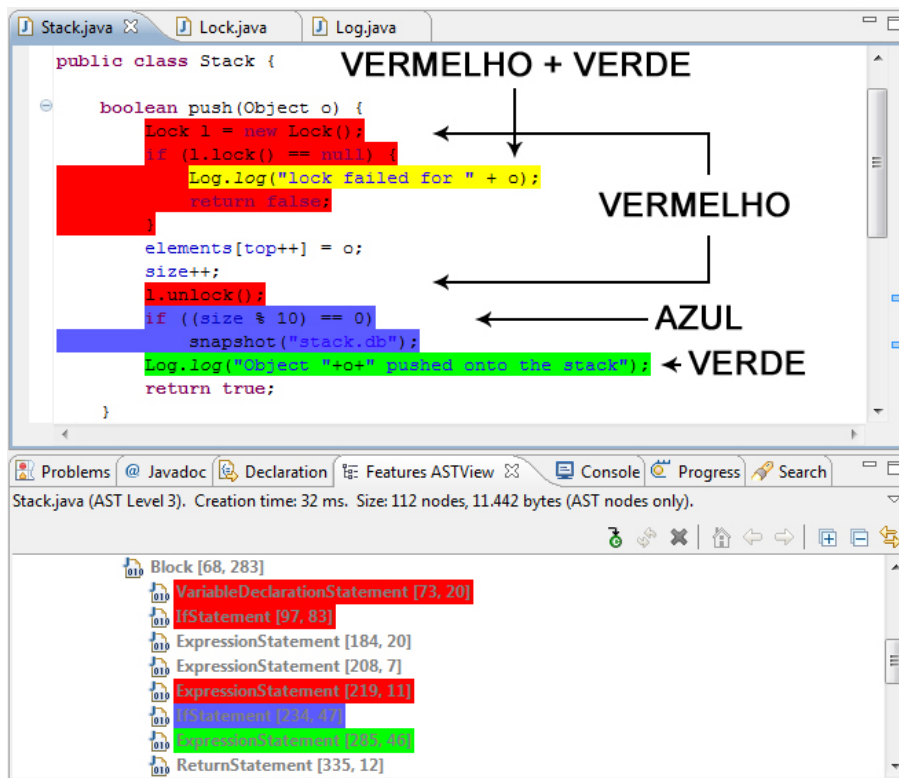 Stack.java
Lock.java
Log.java
public class Stack {
VERMELHO + VERDE
boolean push(Object o) {
Lock l = new Lock();
if (l.lock() == null) {
Log.log("lock failed for " + o);
return false;
}
VERMELHO
elements[top++] = o;
size++;
l.unlock();
if ((size % 10) == 0)
AZUL
snapshot("stack.db");
Log.log("Object "+o+" pushed onto the stack");
VERDE
return true;
}
Problems @ Javadoc Declaration Features ASTView Console Progress Search
Stack.java (AST Level 3). Creation time: 32 ms. Size: 112 nodes, 11.442 bytes (AST nodes only).
Block [68, 283]
VariableDeclarationStatement [73, 20]
IfStatement [97, 83]
ExpressionStatement [184, 20]
ExpressionStatement [208, 7]
ExpressionStatement [219, 11]
IfStatement [234, 47]
ExpressionStatement [285, 46]
ReturnStatement [335, 12]